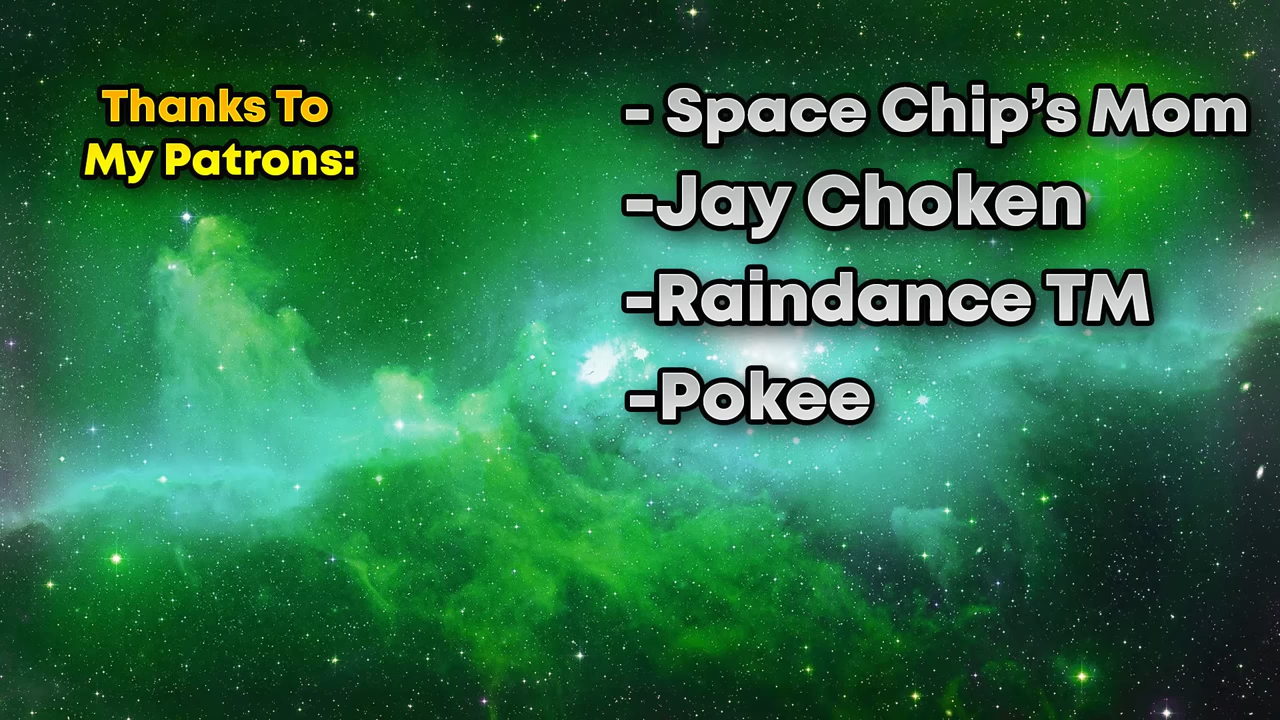 Thanks To
My Patrons:
- Space Chip’s Mom
-Jay Choken
-Raindance TM
-Pokee